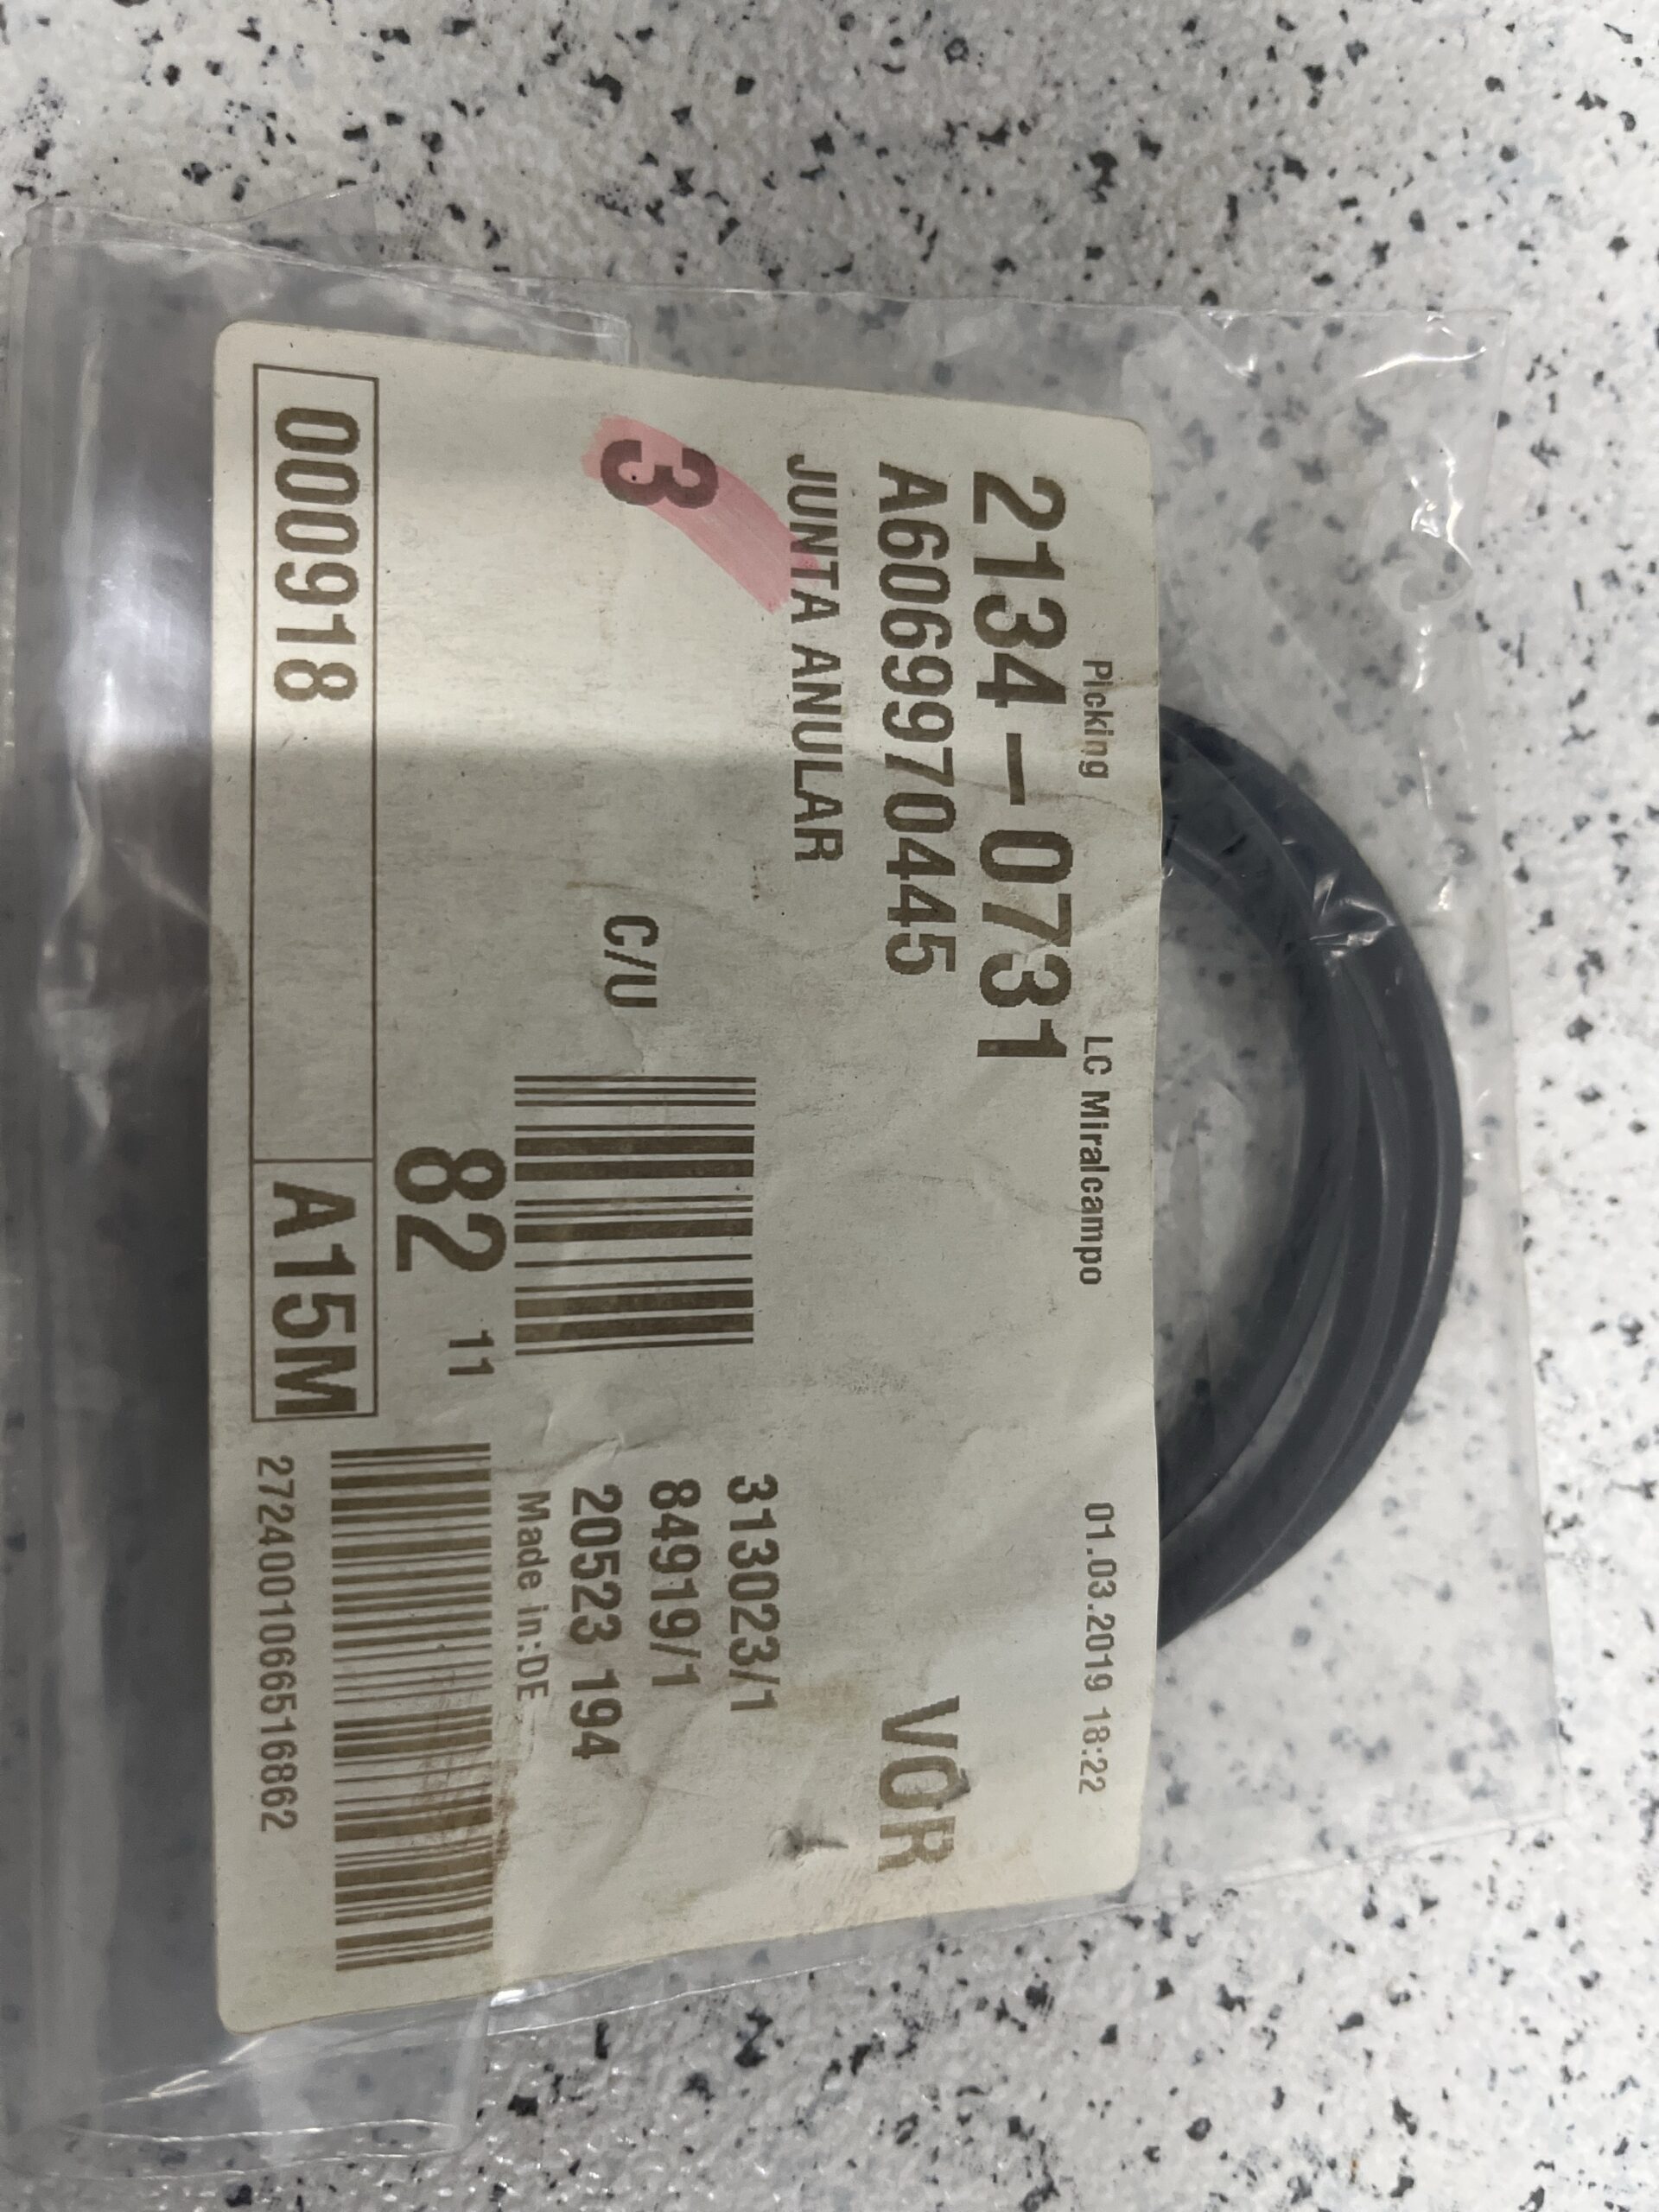 Picking LC Miralcampo 01.03.2019 18:22
2134-0731
A6069970445 VOR
JUNTA ANULAR
313023/1
3 C/U 84919/1
20523 194
Made in:DE
82 11
000918 A15M
2724001066516862